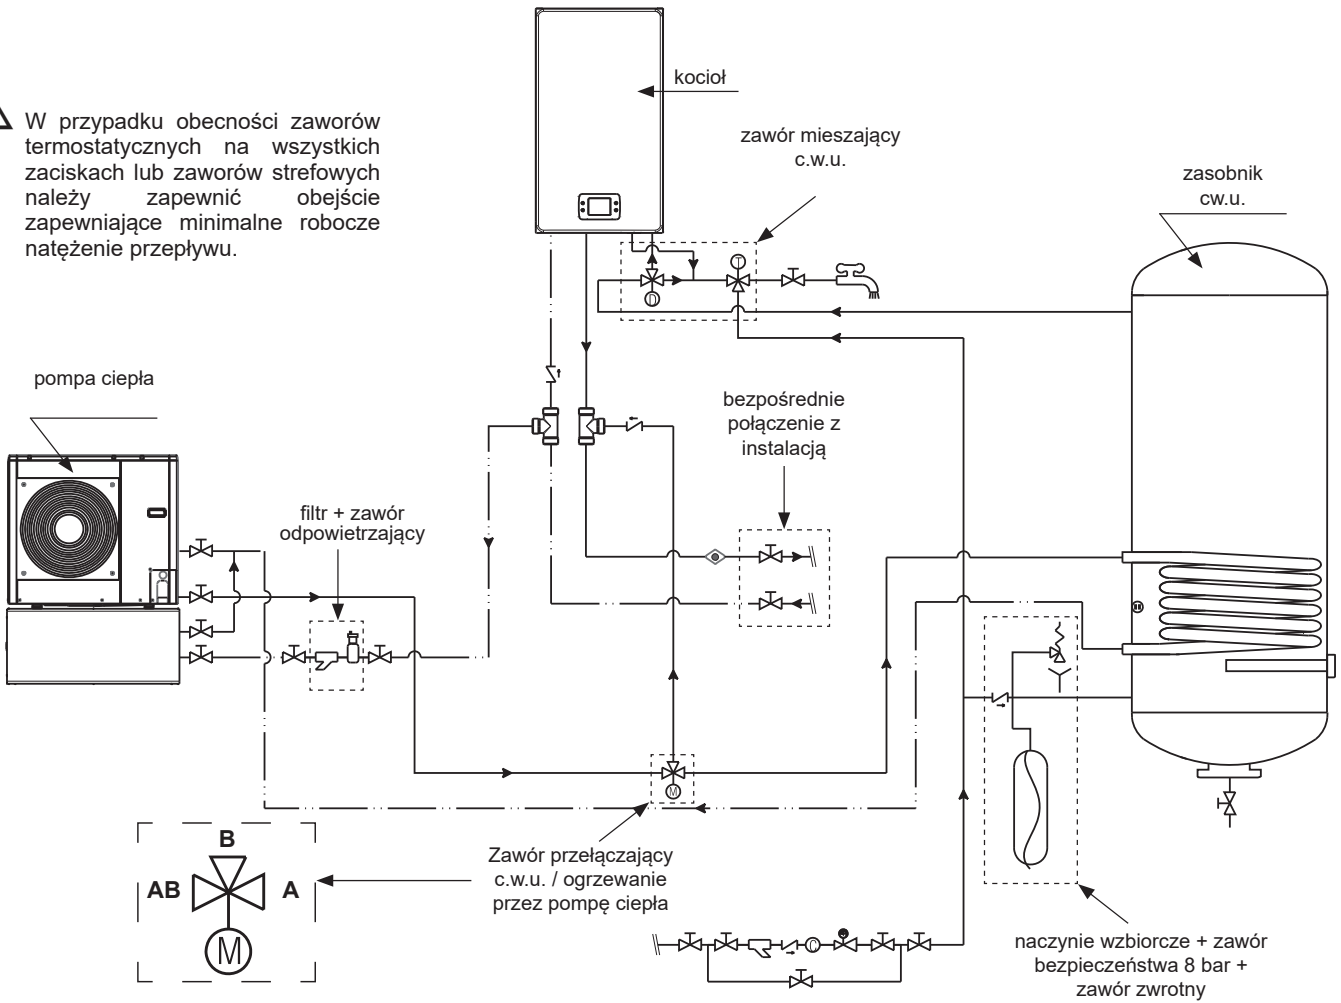 kocioł
W przypadku obecności zaworów
termostatycznych na wszystkich
zaciskach lub zaworów strefowych
należy zapewnić obejście
zapewniające minimalne robocze
natężenie przepływu.
zawór mieszający
c.w.u.
zasobnik
cw.u.
T
D
pompa ciepła
bezpośrednie
połączenie z
instalacją
filtr + zawór
odpowietrzający
M
B
AB
A
M
Zawór przełączający
c.w.u. / ogrzewanie
przez pompę ciepła
C
naczynie wzbiorcze + zawór
bezpieczeństwa 8 bar +
zawór zwrotny